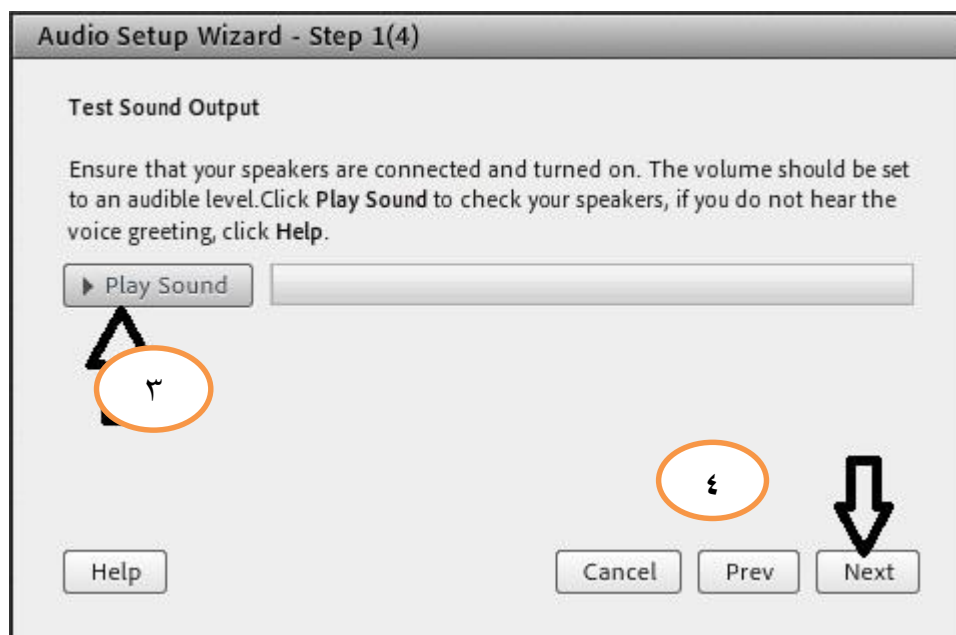 Audio Setup Wizard - Step 1(4)
Test Sound Output
Ensure that your speakers are connected and turned on. The volume should be set
to an audible level.Click Play Sound to check your speakers, if you do not hear the
voice greeting, click Help.
Play Sound
٣
٤
Help Cancel Prev Next